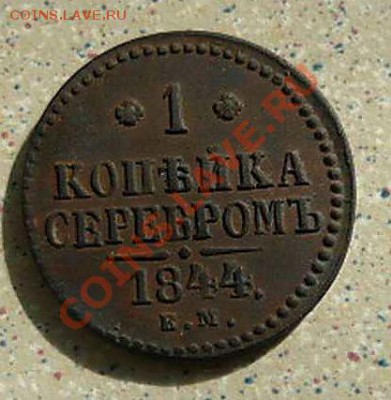 COINS.LAVE.RU
1
КОПѢЙКА
СЕРЕБРОМЪ
1844.
Е.М.
COINS.LAVE.RU